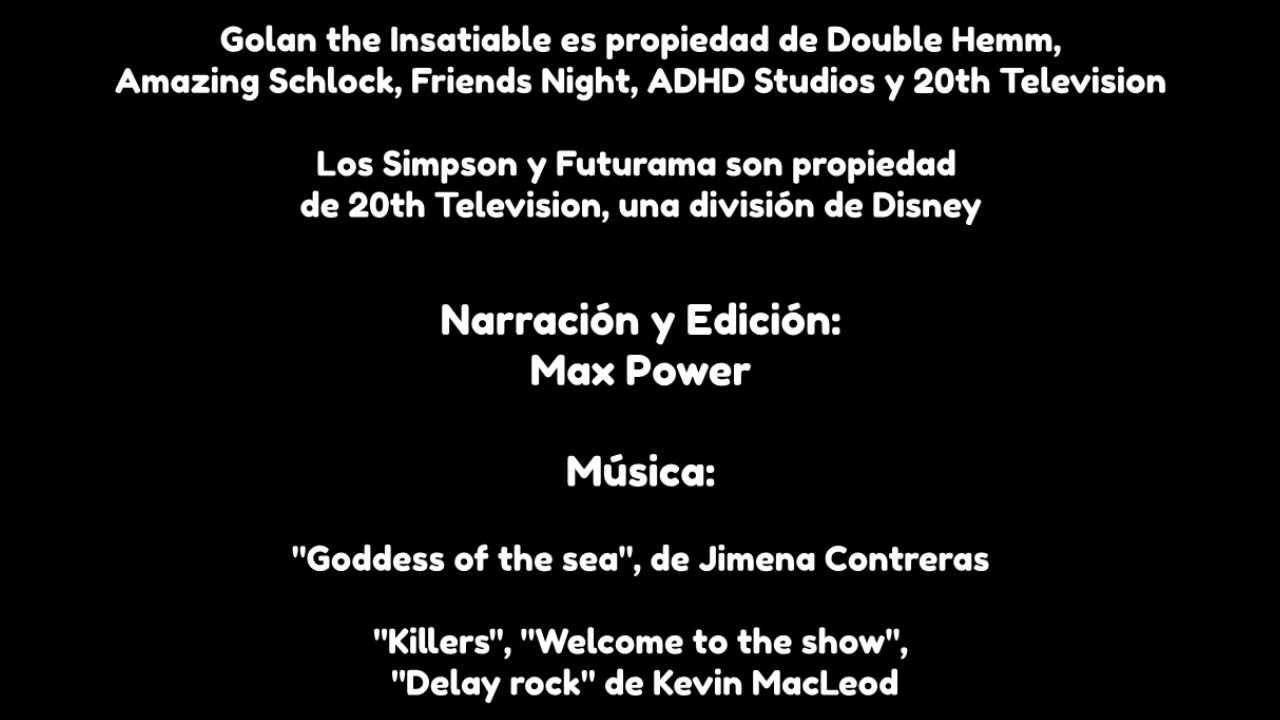 Golan the Insatiable es propiedad de Double Hemm,
Amazing Schlock, Friends Night, ADHD Studios y 20th Television
Los Simpson y Futurama son propiedad
de 20th Television, una división de Disney
Narración y Edición:
Max Power
Música:
"Goddess of the sea", de Jimena Contreras
"Killers", "Welcome to the show",
"Delay rock" de Kevin MacLeod